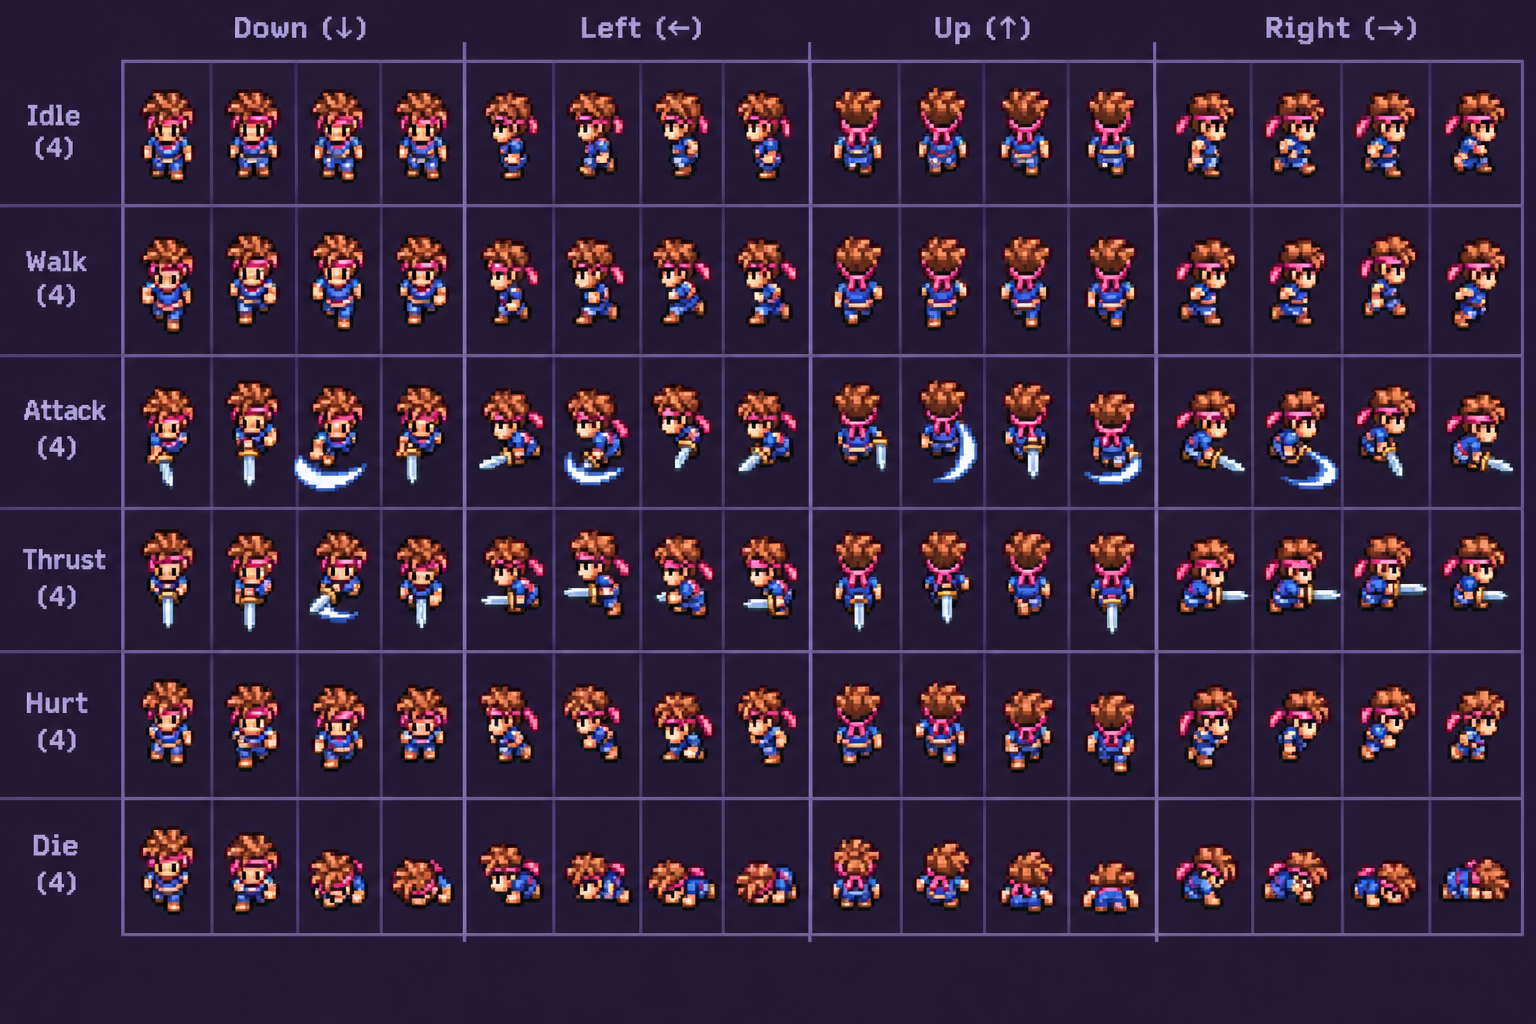 Down (↓)
Left (←)
Up (↑)
Right (→)
Idle
(4)
Walk
(4)
Attack
(4)
Thrust
(4)
Hurt
(4)
Die
(4)